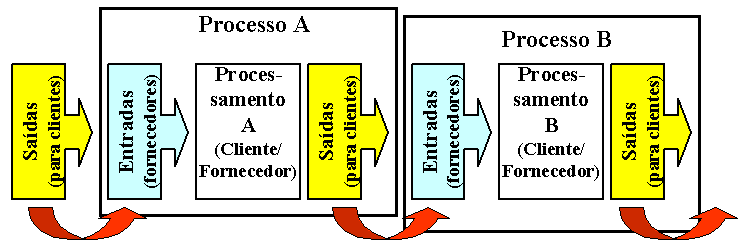 Processo A
Processo B
Saídas
(para clientes)
Entradas
(fornecedores)
Proces-
samento
A
(Cliente/
Fornecedor)
Saídas
(para clientes)
Entradas
(fornecedores)
Proces-
samento
B
(Cliente/
Fornecedor)
Saídas
(para clientes)